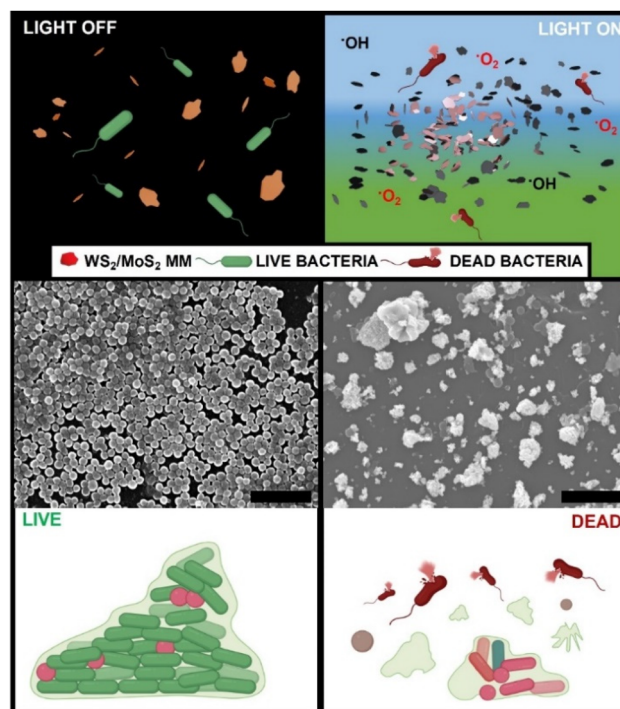 LIGHT OFF
LIGHT ON
·OH
·O₂
·O₂
·O₂
·OH
WS₂/MoS₂ MM LIVE BACTERIA DEAD BACTERIA
LIVE
DEAD